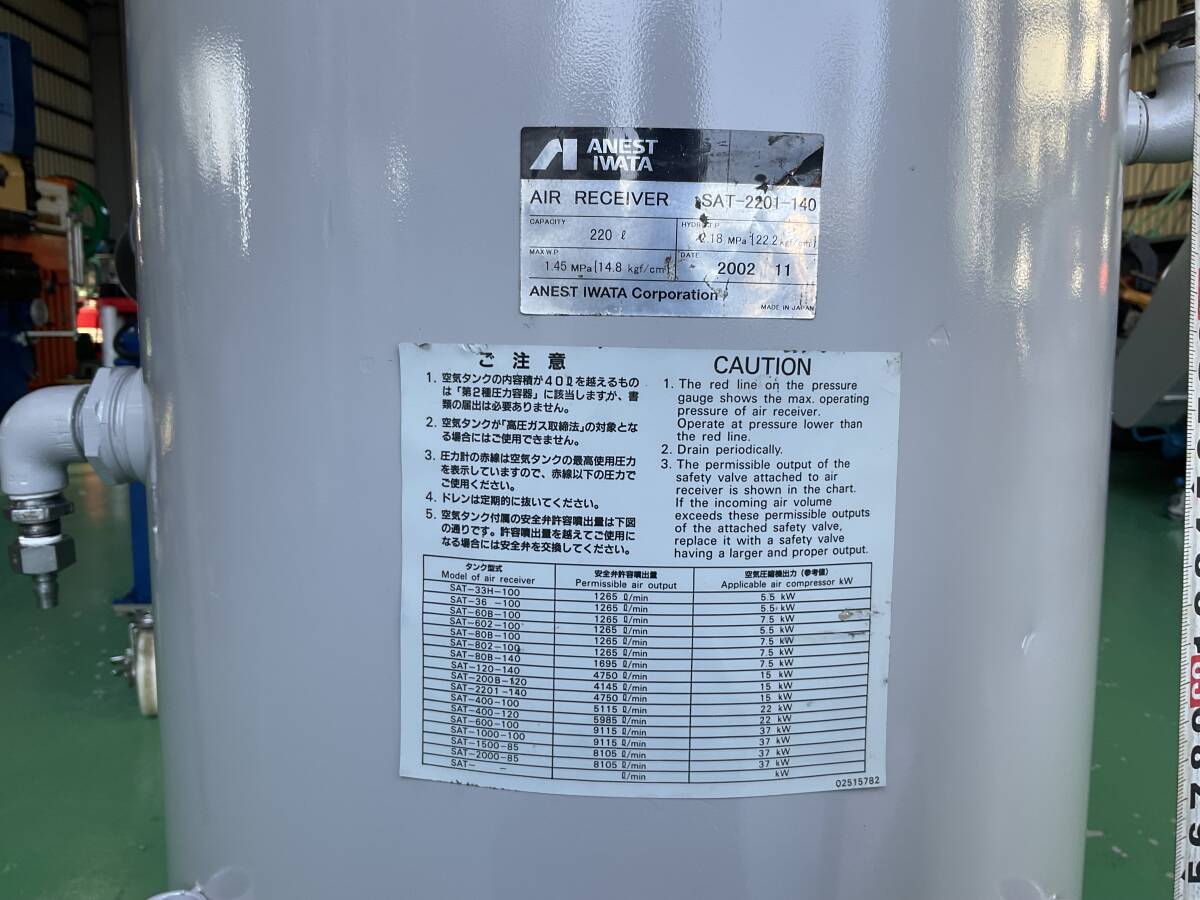 ANEST
IWATA
AIR RECEIVER SAT-2201-140
CAPACITY
220 ℓ
2.18 MPa {22.2 kgf/cm²}
MAX.W.P.
1.45 MPa {14.8 kgf/cm²}
DATE
2002 11
ANEST IWATA Corporation
MADE IN JAPAN
ご注意
1. 空気タンクの内容積が40ℓを越えるもの
は「第2種圧力容器」に該当しますが、書
類の届出は必要ありません。
2. 空気タンクが「高圧ガス取締法」の対象とな
る場合にはご使用できません。
3. 圧力計の赤線は空気タンクの最高使用圧力
を表示していますので、赤線以下の圧力で
ご使用ください。
4. ドレンは定期的に抜いてください。
5. 空気タンク付属の安全弁許容噴出量は下図
の通りです。許容噴出量を越えてご使用に
なる場合には安全弁を交換してください。
CAUTION
1. The red line on the pressure
gauge shows the max. operating
pressure of air receiver.
Operate at pressure lower than
the red line.
2. Drain periodically.
3. The permissible output of the
safety valve attached to air
receiver is shown in the chart.
If the incoming air volume
exceeds these permissible outputs
of the attached safety valve,
replace it with a safety valve
having a larger and proper output.
タンク型式 安全弁許容噴出量 空気圧縮機出力（参考値）
Model of air receiver Permissible air output Applicable air compressor kW
SAT-33H-100 1265 ℓ/min 5.5 kW
SAT-36 -100 1265 ℓ/min 5.5 kW
SAT-60B-100 1265 ℓ/min 7.5 kW
SAT-602-100 1265 ℓ/min 5.5 kW
SAT-80B-100 1265 ℓ/min 7.5 kW
SAT-802-100 1265 ℓ/min 7.5 kW
SAT-80B-140 1695 ℓ/min 7.5 kW
SAT-120-140 4750 ℓ/min 15 kW
SAT-200B-120 4145 ℓ/min 15 kW
SAT-2201-140 4750 ℓ/min 15 kW
SAT-400-100 5115 ℓ/min 22 kW
SAT-400-120 5985 ℓ/min 22 kW
SAT-600-100 9115 ℓ/min 37 kW
SAT-1000-100 9115 ℓ/min 37 kW
SAT-1500-85 8105 ℓ/min 37 kW
SAT-2000-85 8105 ℓ/min 37 kW
SAT- - ℓ/min kW
02515782